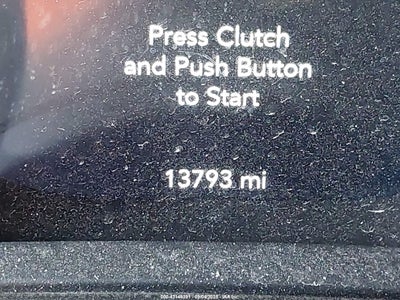 Press Clutch
and Push Button
to Start
13793 mi